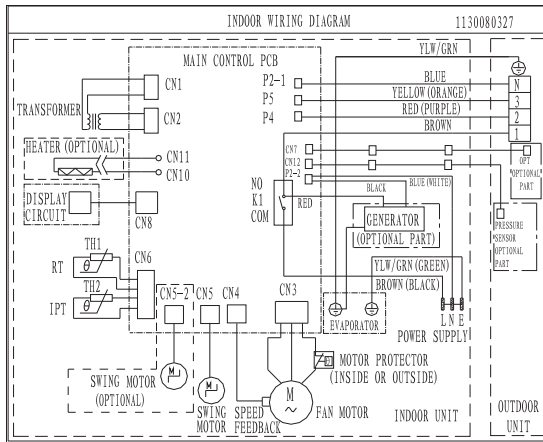 INDOOR WIRING DIAGRAM
1130080327
YLW/GRN
MAIN CONTROL PCB
CN1
P2-1
BLUE
N
P5
YELLOW(ORANGE)
3
TRANSFORMER
CN2
P4
RED(PURPLE)
2
BROWN
1
HEATER(OPTIONAL)
CN11
CN10
CN7
CN12
P2-2
OPT
"OPTIONAL"
PART
BLUE(WHITE)
BLACK
DISPLAY
CIRCUIT
CN8
NO
K1
COM
RED
GENERATOR
(OPTIONAL PART)
PRESSURE
SENSOR
OPTIONAL
PART
TH1
RT
CN6
TH2
IPT
YLW/GRN(GREEN)
BROWN(BLACK)
CN5-2
CN5
CN4
CN3
EVAPORATOR
L N E
POWER SUPPLY
SWING MOTOR
(OPTIONAL)
M
M
SWING
MOTOR
SPEED
FEEDBACK
M
~
FAN MOTOR
MOTOR PROTECTOR
(INSIDE OR OUTSIDE)
INDOOR UNIT
OUTDOOR
UNIT